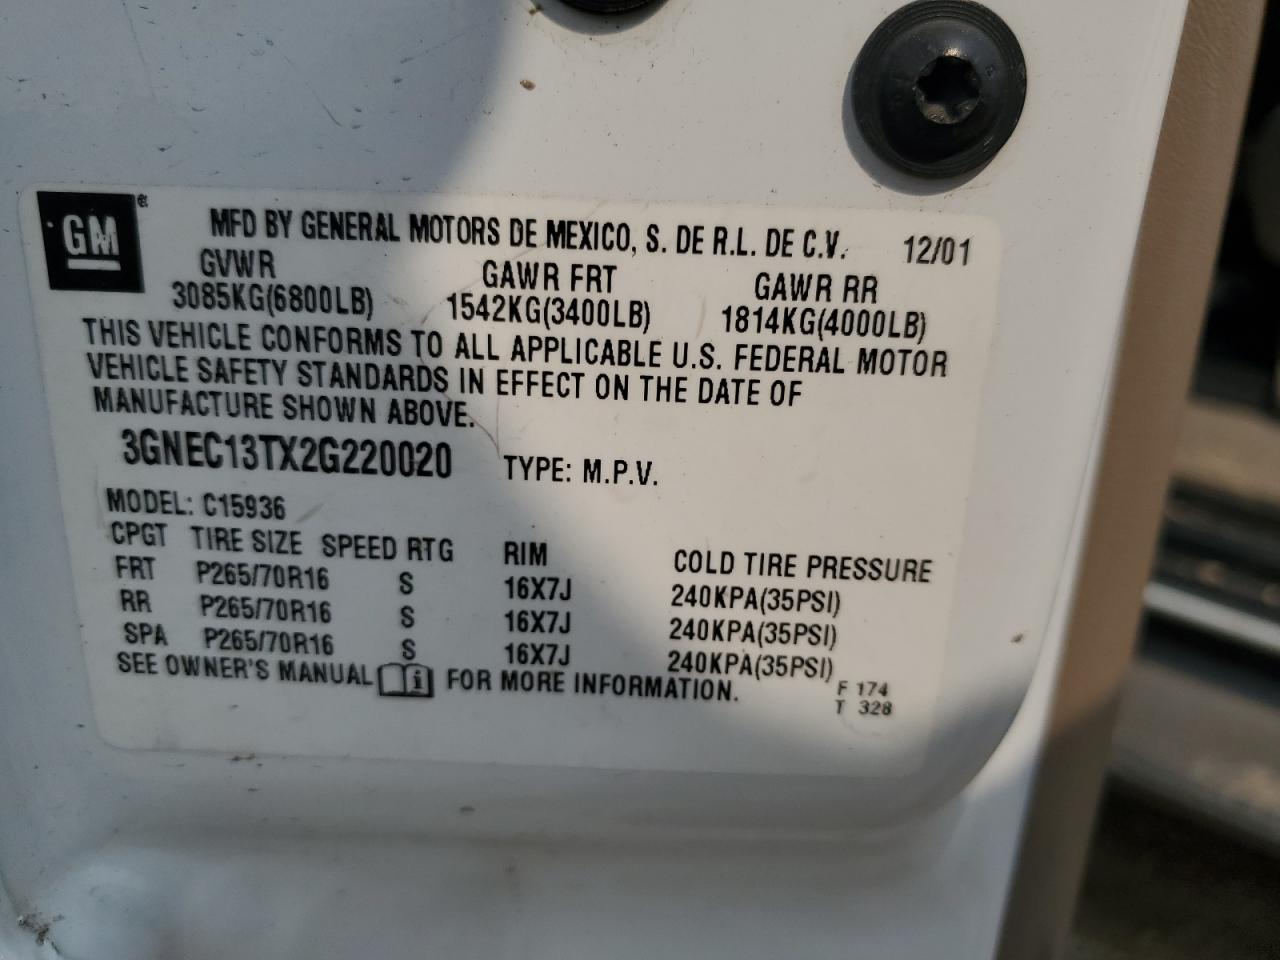 GM®
MFD BY GENERAL MOTORS DE MEXICO, S. DE R.L. DE C.V. 12/01
GVWR GAWR FRT GAWR RR
3085KG(6800LB) 1542KG(3400LB) 1814KG(4000LB)
THIS VEHICLE CONFORMS TO ALL APPLICABLE U.S. FEDERAL MOTOR
VEHICLE SAFETY STANDARDS IN EFFECT ON THE DATE OF
MANUFACTURE SHOWN ABOVE.
3GNEC13TX2G220020 TYPE: M.P.V.
MODEL: C15936
CPGT TIRE SIZE SPEED RTG RIM COLD TIRE PRESSURE
FRT P265/70R16 S 16X7J 240KPA(35PSI)
RR P265/70R16 S 16X7J 240KPA(35PSI)
SPA P265/70R16 S 16X7J 240KPA(35PSI)
SEE OWNER'S MANUAL i FOR MORE INFORMATION.
F 174
T 328